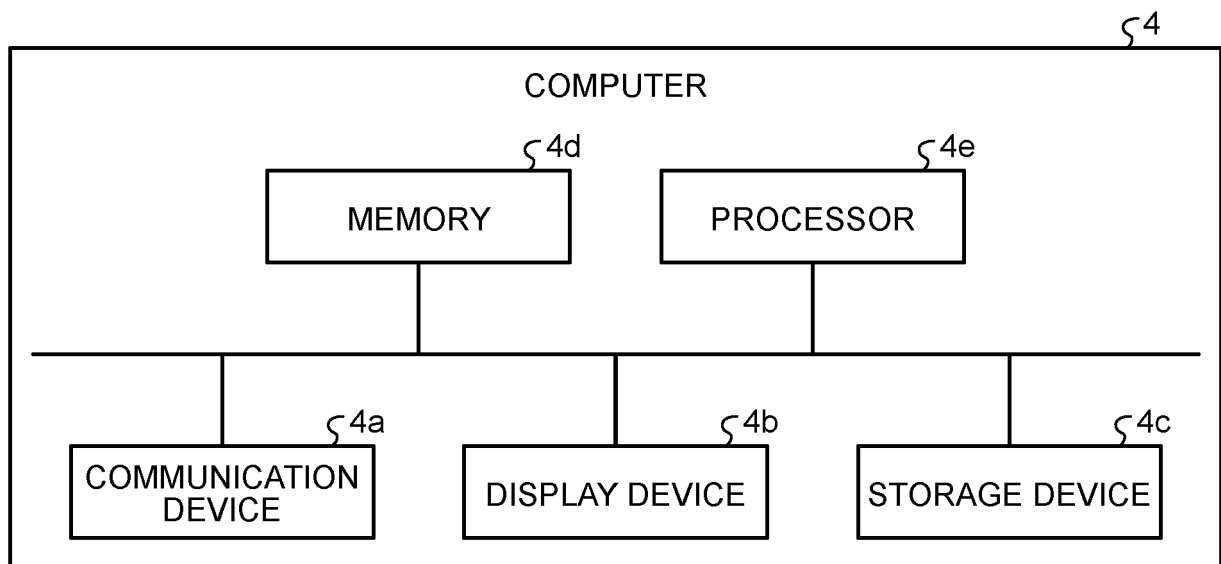 4
COMPUTER
4d
4e
MEMORY
PROCESSOR
4a
4b
4c
COMMUNICATION
DEVICE
DISPLAY DEVICE
STORAGE DEVICE